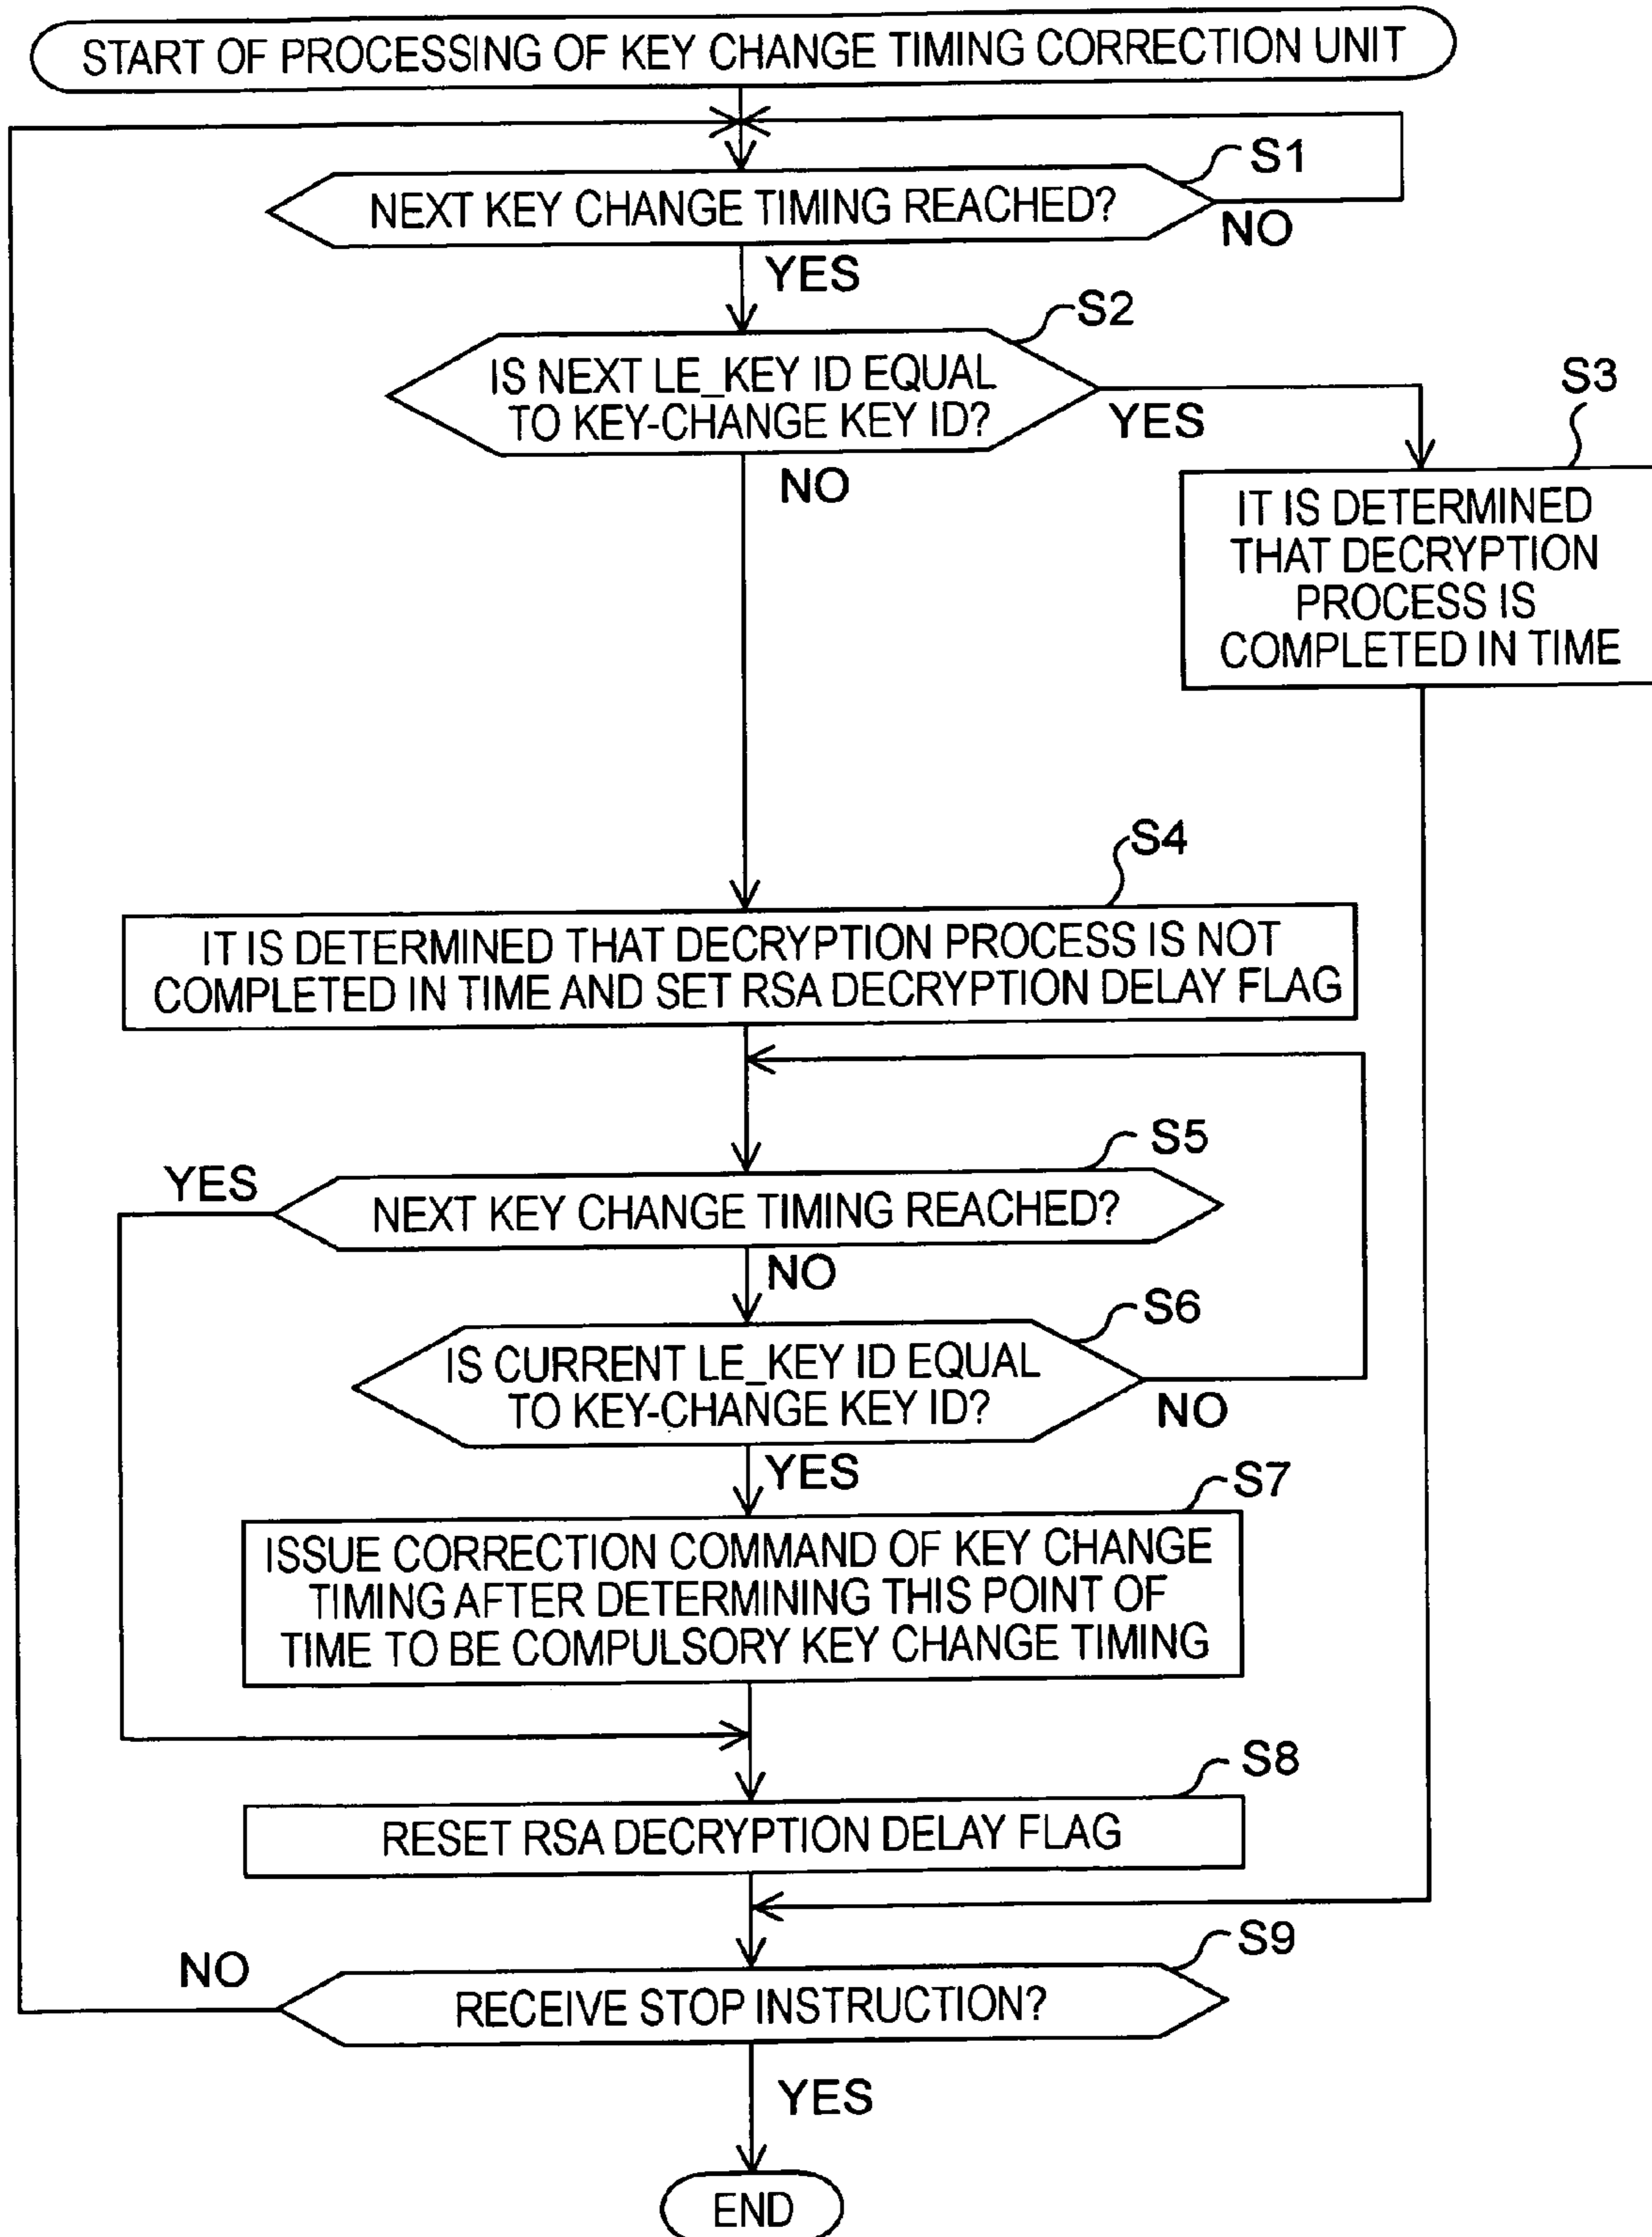 START OF PROCESSING OF KEY CHANGE TIMING CORRECTION UNIT
S1
NEXT KEY CHANGE TIMING REACHED?
NO
YES
S2
IS NEXT LE_KEY ID EQUAL
TO KEY-CHANGE KEY ID?
YES
NO
S3
IT IS DETERMINED
THAT DECRYPTION
PROCESS IS
COMPLETED IN TIME
S4
IT IS DETERMINED THAT DECRYPTION PROCESS IS NOT
COMPLETED IN TIME AND SET RSA DECRYPTION DELAY FLAG
S5
YES
NEXT KEY CHANGE TIMING REACHED?
NO
S6
IS CURRENT LE_KEY ID EQUAL
TO KEY-CHANGE KEY ID?
NO
YES
S7
ISSUE CORRECTION COMMAND OF KEY CHANGE
TIMING AFTER DETERMINING THIS POINT OF
TIME TO BE COMPULSORY KEY CHANGE TIMING
S8
RESET RSA DECRYPTION DELAY FLAG
S9
NO
RECEIVE STOP INSTRUCTION?
YES
END